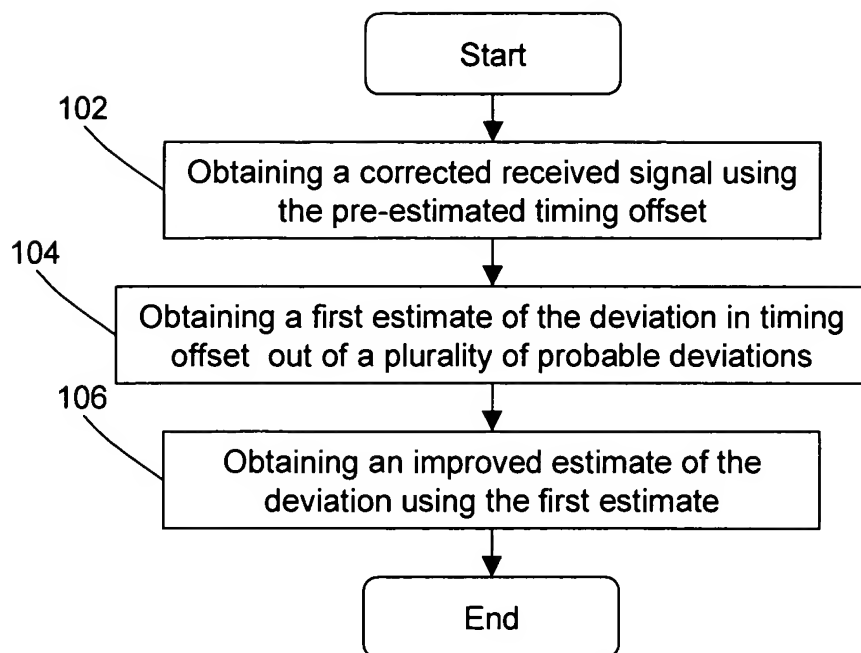 Start
102
Obtaining a corrected received signal using
the pre-estimated timing offset
104
Obtaining a first estimate of the deviation in timing
offset out of a plurality of probable deviations
106
Obtaining an improved estimate of the
deviation using the first estimate
End